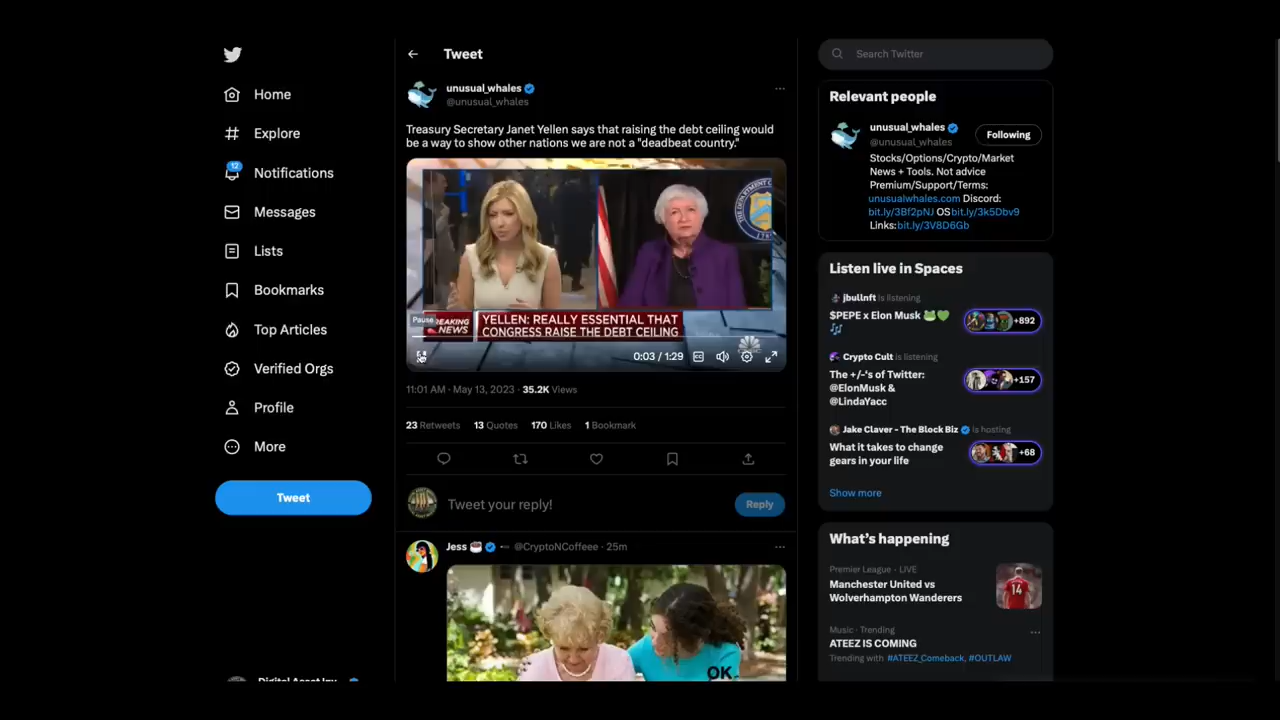 Home
Explore
12
Notifications
Messages
Lists
Bookmarks
Top Articles
Verified Orgs
Profile
More
Tweet
Tweet
unusual_whales
@unusual_whales
Treasury Secretary Janet Yellen says that raising the debt ceiling would
be a way to show other nations we are not a "deadbeat country."
Pause
BREAKING
NEWS
YELLEN: REALLY ESSENTIAL THAT
CONGRESS RAISE THE DEBT CEILING
0:03 / 1:29
CC
11:01 AM · May 13, 2023 · 35.2K Views
23 Retweets 13 Quotes 170 Likes 1 Bookmark
Tweet your reply!
Reply
Jess @CryptoNCoffeee · 25m
OK
Search Twitter
Relevant people
unusual_whales
@unusual_whales
Following
Stocks/Options/Crypto/Market
News + Tools. Not advice
Premium/Support/Terms:
unusualwhales.com Discord:
bit.ly/3Bf2pNJ OSbit.ly/3k5Dbv9
Links:bit.ly/3V8D6Gb
Listen live in Spaces
jbullnft is listening
$PEPE x Elon Musk
+892
Crypto Cult is listening
The +/-'s of Twitter:
@ElonMusk &
@LindaYacc
+157
Jake Claver - The Block Biz is hosting
What it takes to change
gears in your life
+68
Show more
What's happening
Premier League · LIVE
Manchester United vs
Wolverhampton Wanderers
14
Music · Trending
ATEEZ IS COMING
Trending with #ATEEZ_Comeback, #OUTLAW